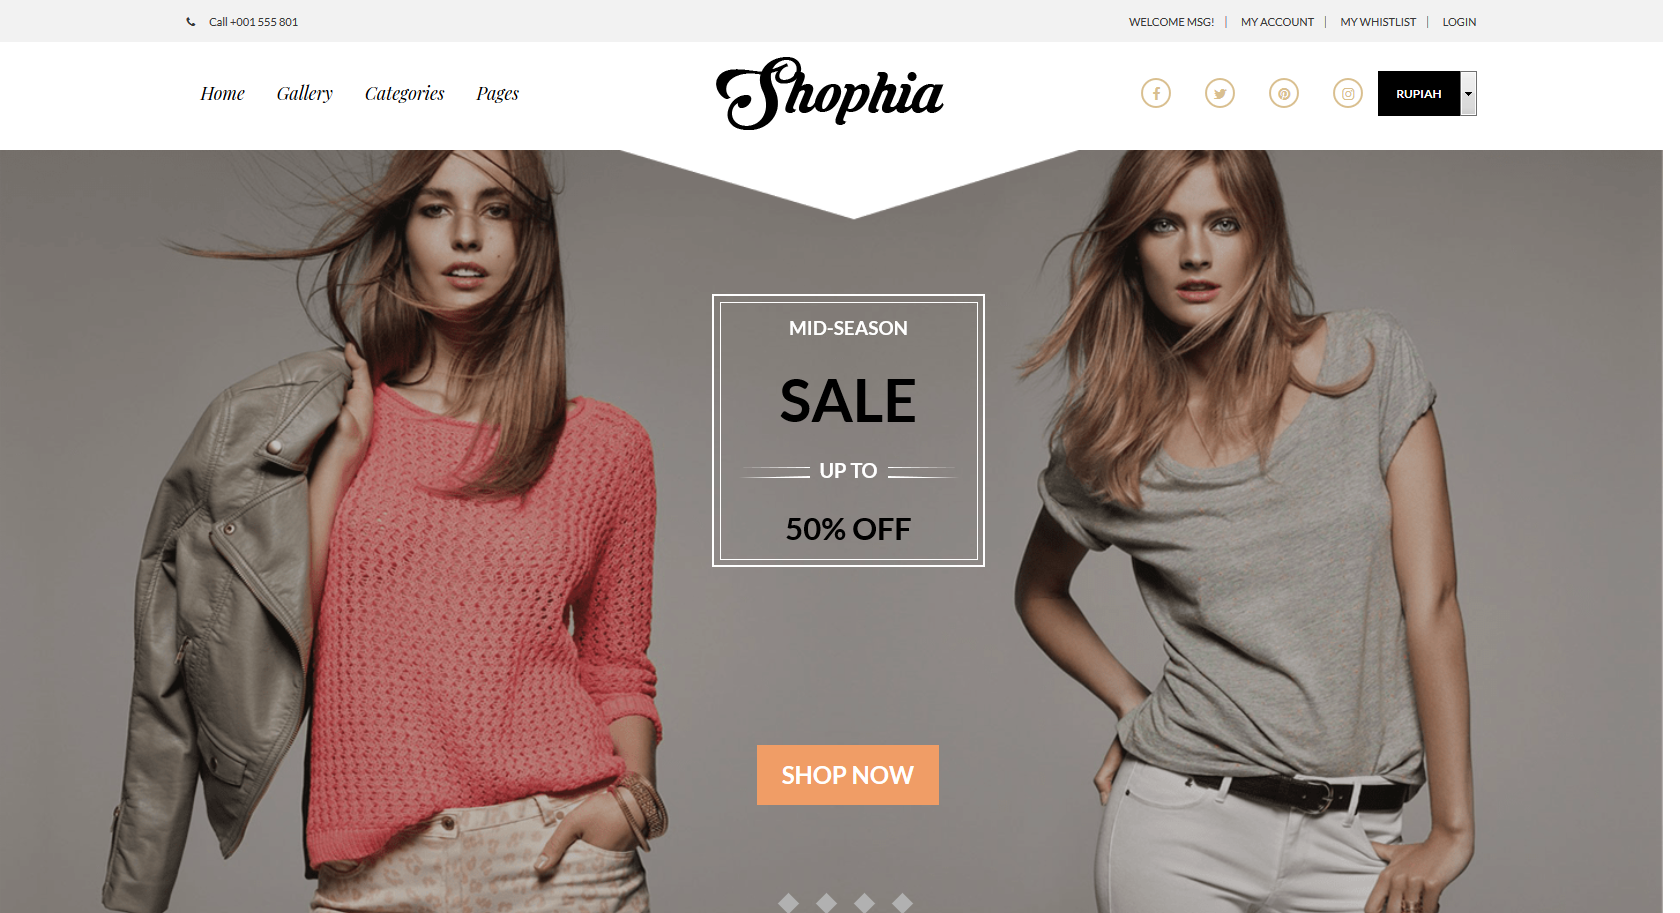 Call +001 555 801
WELCOME MSG!
MY ACCOUNT
MY WHISTLIST
LOGIN
Home
Gallery
Categories
Pages
Shophia
RUPIAH
MID-SEASON
SALE
UP TO
50% OFF
SHOP NOW